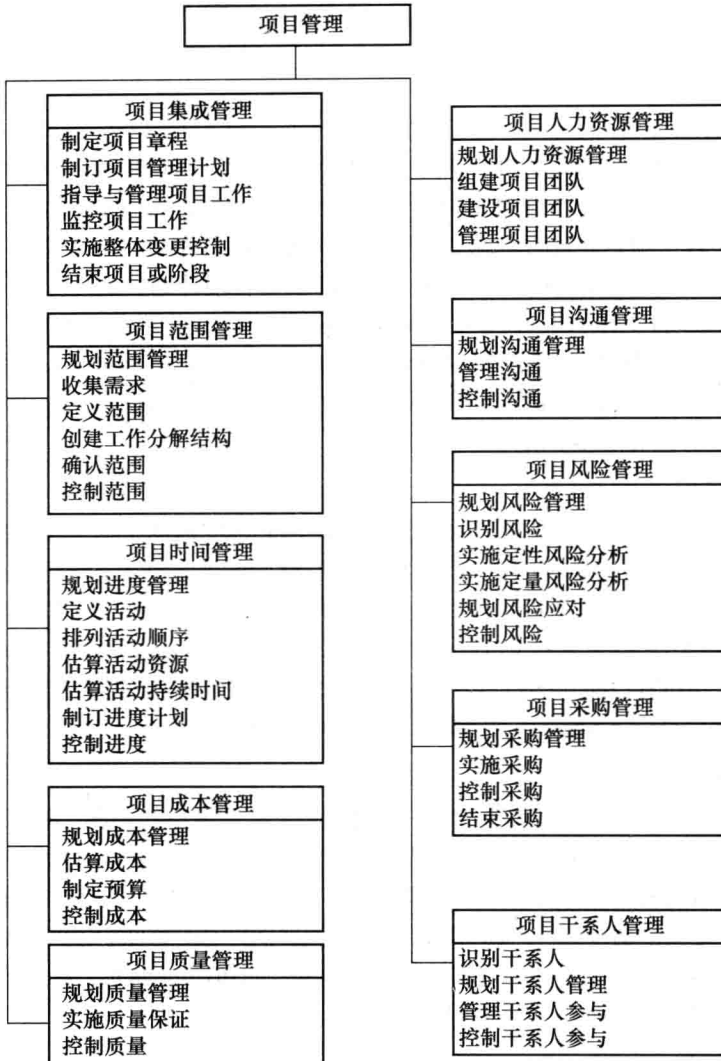 项目管理
项目集成管理
制定项目章程
制订项目管理计划
指导与管理项目工作
监控项目工作
实施整体变更控制
结束项目或阶段
项目范围管理
规划范围管理
收集需求
定义范围
创建工作分解结构
确认范围
控制范围
项目时间管理
规划进度管理
定义活动
排列活动顺序
估算活动资源
估算活动持续时间
制订进度计划
控制进度
项目成本管理
规划成本管理
估算成本
制定预算
控制成本
项目质量管理
规划质量管理
实施质量保证
控制质量
项目人力资源管理
规划人力资源管理
组建项目团队
建设项目团队
管理项目团队
项目沟通管理
规划沟通管理
管理沟通
控制沟通
项目风险管理
规划风险管理
识别风险
实施定性风险分析
实施定量风险分析
规划风险应对
控制风险
项目采购管理
规划采购管理
实施采购
控制采购
结束采购
项目干系人管理
识别干系人
规划干系人管理
管理干系人参与
控制干系人参与